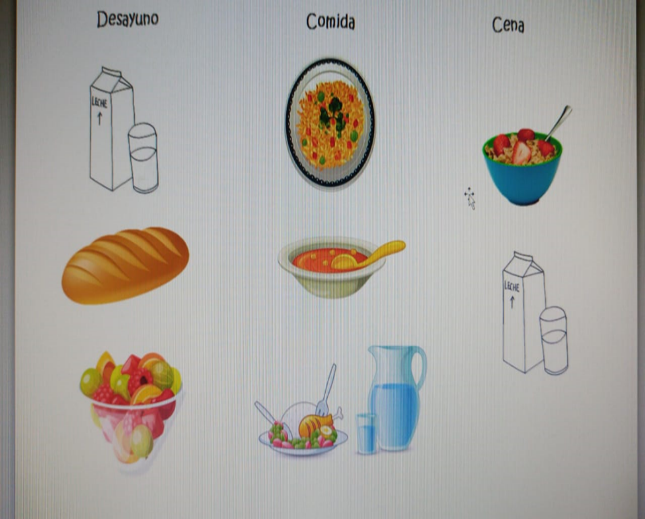 Desayuno
Comida
Cena
LECHE
LECHE